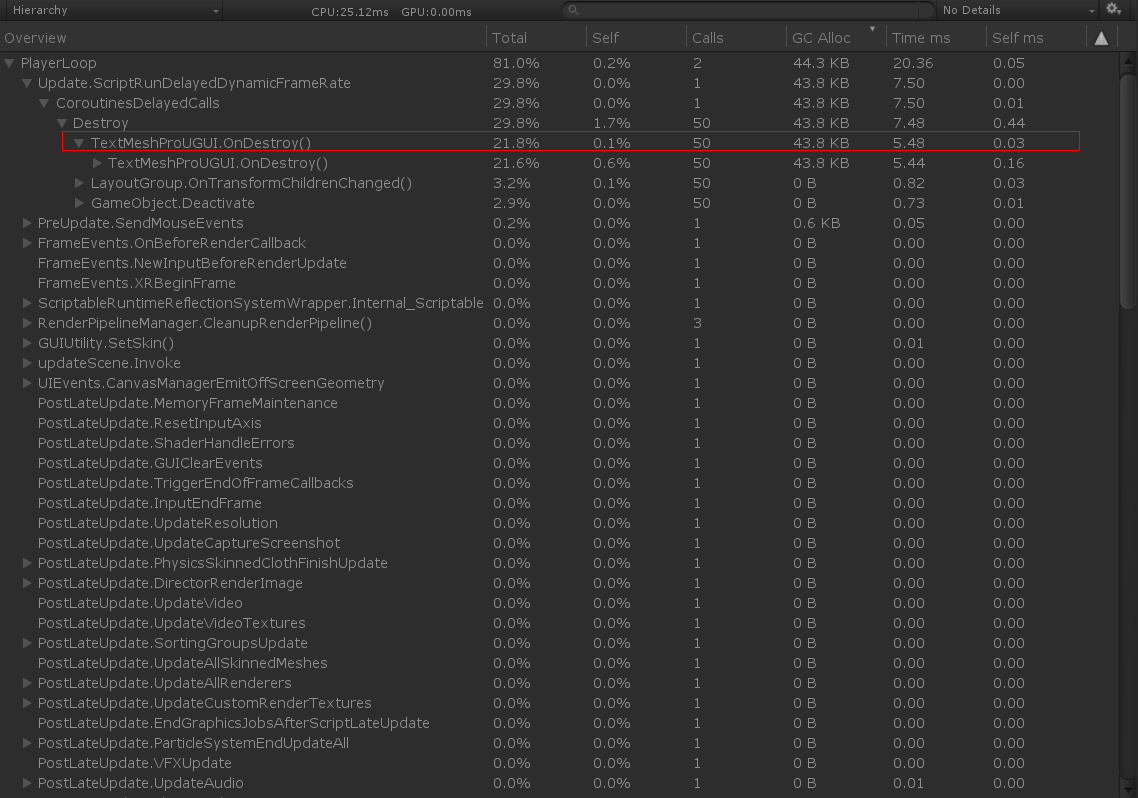 Hierarchy CPU:25.12ms GPU:0.00ms No Details
Overview Total Self Calls GC Alloc Time ms Self ms
PlayerLoop 81.0% 0.2% 2 44.3 KB 20.36 0.05
Update.ScriptRunDelayedDynamicFrameRate 29.8% 0.0% 1 43.8 KB 7.50 0.00
CoroutinesDelayedCalls 29.8% 0.0% 1 43.8 KB 7.50 0.01
Destroy 29.8% 1.7% 50 43.8 KB 7.48 0.44
TextMeshProUGUI.OnDestroy() 21.8% 0.1% 50 43.8 KB 5.48 0.03
TextMeshProUGUI.OnDestroy() 21.6% 0.6% 50 43.8 KB 5.44 0.16
LayoutGroup.OnTransformChildrenChanged() 3.2% 0.1% 50 0 B 0.82 0.03
GameObject.Deactivate 2.9% 0.0% 50 0 B 0.73 0.01
PreUpdate.SendMouseEvents 0.2% 0.0% 1 0.6 KB 0.05 0.00
FrameEvents.OnBeforeRenderCallback 0.0% 0.0% 1 0 B 0.00 0.00
FrameEvents.NewInputBeforeRenderUpdate 0.0% 0.0% 1 0 B 0.00 0.00
FrameEvents.XRBeginFrame 0.0% 0.0% 1 0 B 0.00 0.00
ScriptableRuntimeReflectionSystemWrapper.Internal_Scriptable 0.0% 0.0% 1 0 B 0.00 0.00
RenderPipelineManager.CleanupRenderPipeline() 0.0% 0.0% 3 0 B 0.00 0.00
GUIUtility.SetSkin() 0.0% 0.0% 1 0 B 0.01 0.00
updateScene.Invoke 0.0% 0.0% 1 0 B 0.00 0.00
UIEvents.CanvasManagerEmitOffScreenGeometry 0.0% 0.0% 1 0 B 0.00 0.00
PostLateUpdate.MemoryFrameMaintenance 0.0% 0.0% 1 0 B 0.00 0.00
PostLateUpdate.ResetInputAxis 0.0% 0.0% 1 0 B 0.00 0.00
PostLateUpdate.ShaderHandleErrors 0.0% 0.0% 1 0 B 0.00 0.00
PostLateUpdate.GUIClearEvents 0.0% 0.0% 1 0 B 0.00 0.00
PostLateUpdate.TriggerEndOfFrameCallbacks 0.0% 0.0% 1 0 B 0.00 0.00
PostLateUpdate.InputEndFrame 0.0% 0.0% 1 0 B 0.00 0.00
PostLateUpdate.UpdateResolution 0.0% 0.0% 1 0 B 0.00 0.00
PostLateUpdate.UpdateCaptureScreenshot 0.0% 0.0% 1 0 B 0.00 0.00
PostLateUpdate.PhysicsSkinnedClothFinishUpdate 0.0% 0.0% 1 0 B 0.00 0.00
PostLateUpdate.DirectorRenderImage 0.0% 0.0% 1 0 B 0.00 0.00
PostLateUpdate.UpdateVideo 0.0% 0.0% 1 0 B 0.00 0.00
PostLateUpdate.UpdateVideoTextures 0.0% 0.0% 1 0 B 0.00 0.00
PostLateUpdate.SortingGroupsUpdate 0.0% 0.0% 1 0 B 0.00 0.00
PostLateUpdate.UpdateAllSkinnedMeshes 0.0% 0.0% 1 0 B 0.00 0.00
PostLateUpdate.UpdateAllRenderers 0.0% 0.0% 1 0 B 0.00 0.00
PostLateUpdate.UpdateCustomRenderTextures 0.0% 0.0% 1 0 B 0.00 0.00
PostLateUpdate.EndGraphicsJobsAfterScriptLateUpdate 0.0% 0.0% 1 0 B 0.00 0.00
PostLateUpdate.ParticleSystemEndUpdateAll 0.0% 0.0% 1 0 B 0.00 0.00
PostLateUpdate.VFXUpdate 0.0% 0.0% 1 0 B 0.00 0.00
PostLateUpdate.UpdateAudio 0.0% 0.0% 1 0 B 0.01 0.00